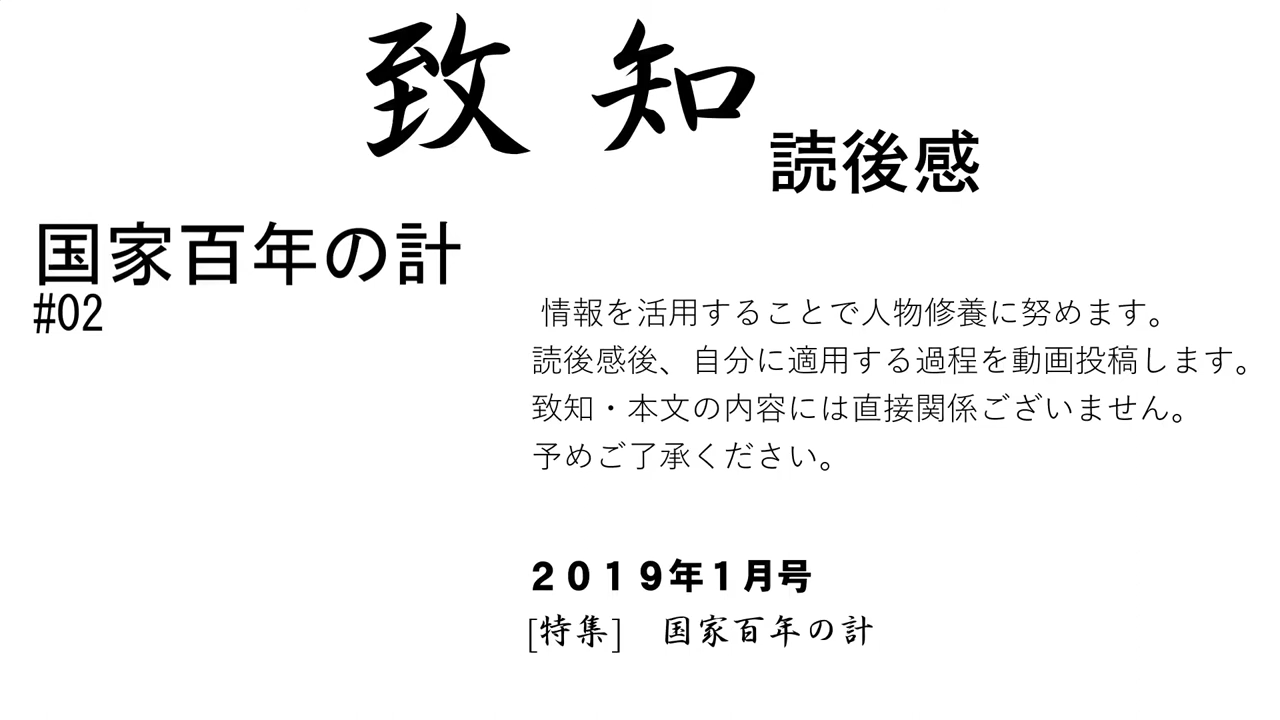 致知
読後感
国家百年の計
#02
情報を活用することで人物修養に努めます。
読後感後、自分に適用する過程を動画投稿します。
致知・本文の内容には直接関係ございません。
予めご了承ください。
２０１９年１月号
[特集]　国家百年の計